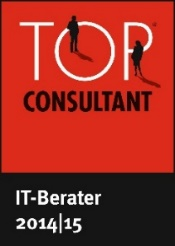 TOP
CONSULTANT
IT-Berater
2014|15